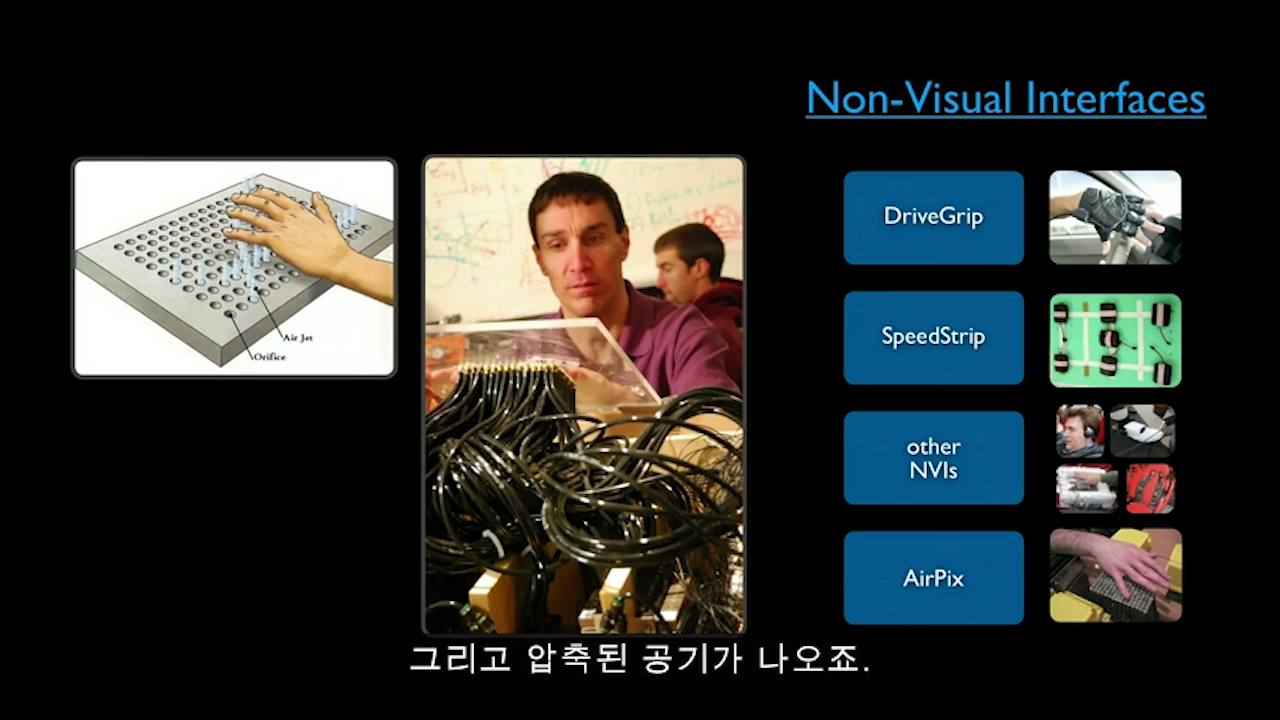 Non-Visual Interfaces
Air Jet
Orifice
DriveGrip
SpeedStrip
other
NVIs
AirPix
그리고 압축된 공기가 나오죠.